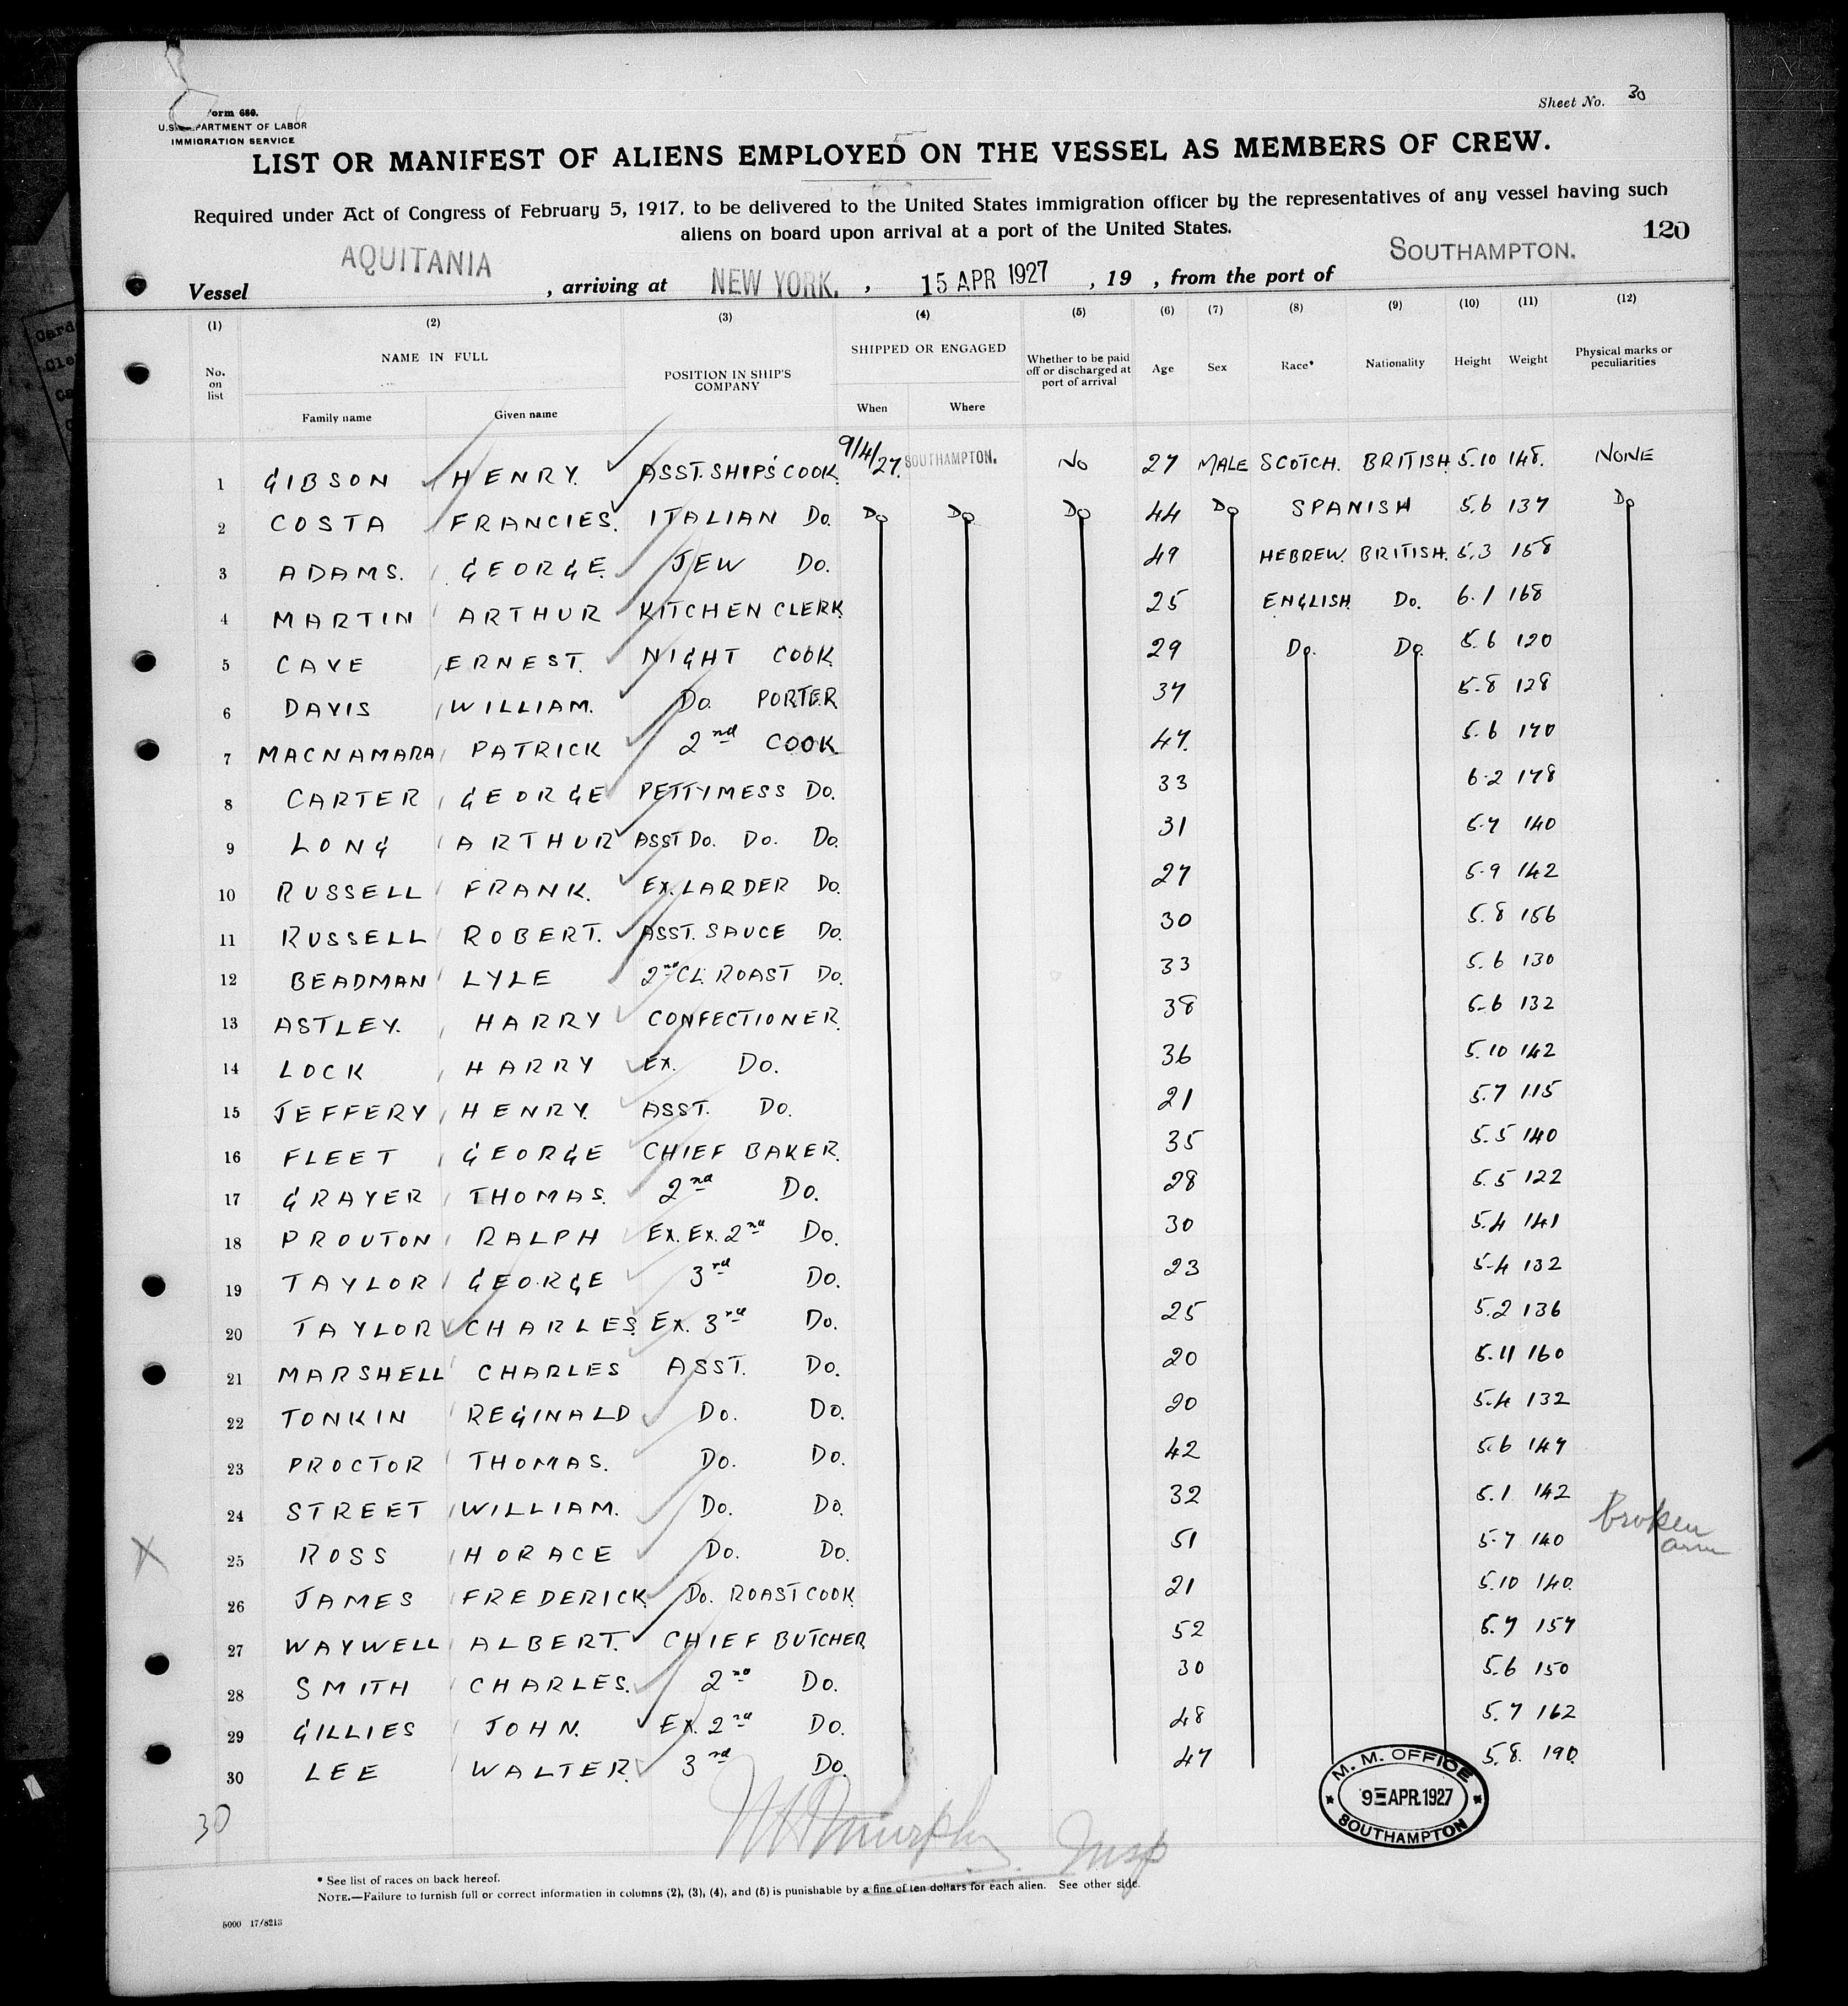 Sheet No. 30
Form 680.
U.S. DEPARTMENT OF LABOR
IMMIGRATION SERVICE
LIST OR MANIFEST OF ALIENS EMPLOYED ON THE VESSEL AS MEMBERS OF CREW.
Required under Act of Congress of February 5, 1917, to be delivered to the United States immigration officer by the representatives of any vessel having such
aliens on board upon arrival at a port of the United States.
120
Vessel AQUITANIA , arriving at NEW YORK. , 15 APR 1927 , 19 , from the port of SOUTHAMPTON.
(1) (2) (3) (4) (5) (6) (7) (8) (9) (10) (11) (12)
No. on list NAME IN FULL POSITION IN SHIP'S COMPANY SHIPPED OR ENGAGED Whether to be paid off or discharged at port of arrival Age Sex Race* Nationality Height Weight Physical marks or peculiarities
Family name Given name When Where
1 GIBSON HENRY. ASST. SHIP'S COOK. 9/4/27. SOUTHAMPTON. No 27 MALE SCOTCH. BRITISH. 5.10 148. NONE
2 COSTA FRANCIES. ITALIAN Do. Do Do Do 44 Do SPANISH 5.6 137 Do
3 ADAMS. GEORGE. JEW Do. 49 HEBREW. BRITISH. 5.3 158
4 MARTIN ARTHUR KITCHEN CLERK. 25 ENGLISH. Do. 6.1 168
5 CAVE ERNEST. NIGHT COOK 29 Do. Do. 5.6 120
6 DAVIS WILLIAM. Do. PORTER 37 5.8 128
7 MACNAMARA PATRICK 2nd COOK 47. 5.6 170
8 CARTER GEORGE PETTY MESS Do. 33 6.2 178
9 LONG ARTHUR ASST Do. Do. Do. 31 5.7 140
10 RUSSELL FRANK. EX. LARDER Do. 27 5.9 142
11 RUSSELL ROBERT. ASST. SAUCE Do. 30 5.8 156
12 BEADMAN LYLE 2nd CL. ROAST Do. 33 5.6 130
13 ASTLEY. HARRY CONFECTIONER. 38 5.6 132
14 LOCK HARRY EX. Do. 36 5.10 142
15 JEFFERY HENRY. ASST. Do. 21 5.7 115
16 FLEET GEORGE CHIEF BAKER. 35 5.5 140
17 GRAYER THOMAS. 2nd Do. 28 5.5 122
18 PROUTON RALPH EX. EX. 2nd Do. 30 5.4 141
19 TAYLOR GEORGE 3rd Do. 23 5.4 132
20 TAYLOR CHARLES. EX. 3rd Do. 25 5.2 136
21 MARSHELL CHARLES ASST. Do. 20 5.11 160
22 TONKIN REGINALD Do. Do. 20 5.4 132
23 PROCTOR THOMAS. Do. Do. 42 5.6 147
24 STREET WILLIAM. Do. Do. 32 5.1 142
25 ROSS HORACE Do. Do. 51 5.7 140 broken arm
26 JAMES FREDERICK. Do. ROAST COOK. 21 5.10 140.
27 WAYWELL ALBERT. CHIEF BUTCHER 52 5.7 157
28 SMITH CHARLES. 2nd Do. 30 5.6 150
29 GILLIES JOHN. EX. 2nd Do. 48 5.7 162
30 LEE WALTER. 3rd Do. 47 5.8. 190.
M. M. OFFICE
9 APR. 1927
SOUTHAMPTON
30
Murphy Insp
* See list of races on back hereof.
NOTE.—Failure to furnish full or correct information in columns (2), (3), (4), and (5) is punishable by a fine of ten dollars for each alien. See other side.
5000 17/8213